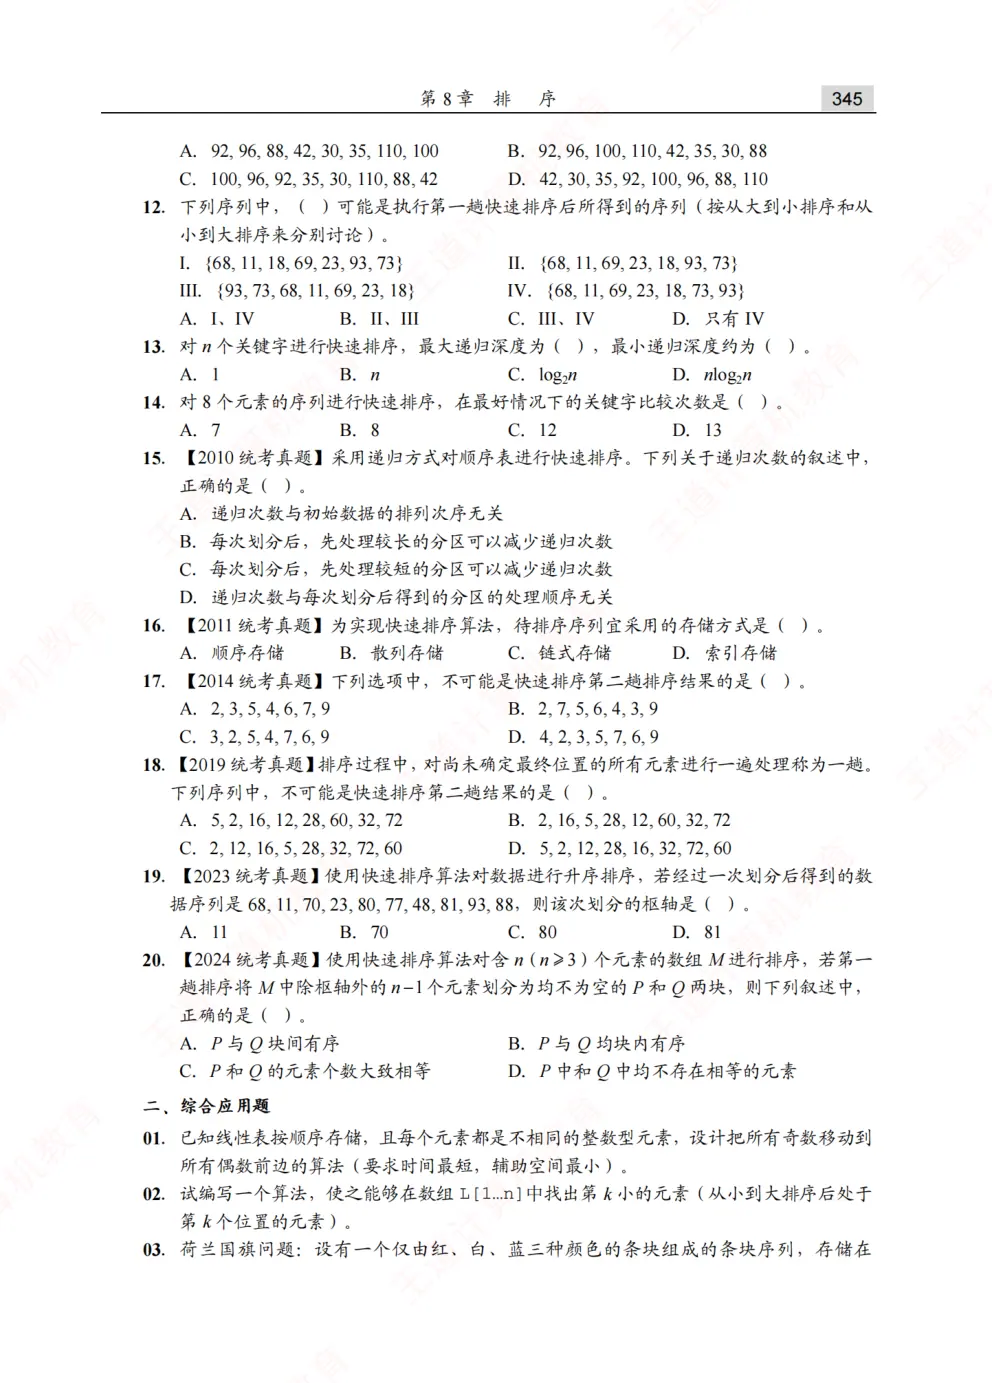 第 8 章 排 序 345
A. 92, 96, 88, 42, 30, 35, 110, 100 B. 92, 96, 100, 110, 42, 35, 30, 88
C. 100, 96, 92, 35, 30, 110, 88, 42 D. 42, 30, 35, 92, 100, 96, 88, 110
12. 下列序列中，（ ）可能是执行第一趟快速排序后所得到的序列（按从大到小排序和从
小到大排序来分别讨论）。
I. {68, 11, 18, 69, 23, 93, 73} II. {68, 11, 69, 23, 18, 93, 73}
III. {93, 73, 68, 11, 69, 23, 18} IV. {68, 11, 69, 23, 18, 73, 93}
A. I、IV B. II、III C. III、IV D. 只有 IV
13. 对 n 个关键字进行快速排序，最大递归深度为（ ），最小递归深度约为（ ）。
A. 1 B. n C. log₂n D. nlog₂n
14. 对 8 个元素的序列进行快速排序，在最好情况下的关键字比较次数是（ ）。
A. 7 B. 8 C. 12 D. 13
15. 【2010 统考真题】采用递归方式对顺序表进行快速排序。下列关于递归次数的叙述中，
正确的是（ ）。
A. 递归次数与初始数据的排列次序无关
B. 每次划分后，先处理较长的分区可以减少递归次数
C. 每次划分后，先处理较短的分区可以减少递归次数
D. 递归次数与每次划分后得到的分区的处理顺序无关
16. 【2011 统考真题】为实现快速排序算法，待排序序列宜采用的存储方式是（ ）。
A. 顺序存储 B. 散列存储 C. 链式存储 D. 索引存储
17. 【2014 统考真题】下列选项中，不可能是快速排序第二趟排序结果的是（ ）。
A. 2, 3, 5, 4, 6, 7, 9 B. 2, 7, 5, 6, 4, 3, 9
C. 3, 2, 5, 4, 7, 6, 9 D. 4, 2, 3, 5, 7, 6, 9
18. 【2019 统考真题】排序过程中，对尚未确定最终位置的所有元素进行一遍处理称为一趟。
下列序列中，不可能是快速排序第二趟结果的是（ ）。
A. 5, 2, 16, 12, 28, 60, 32, 72 B. 2, 16, 5, 28, 12, 60, 32, 72
C. 2, 12, 16, 5, 28, 32, 72, 60 D. 5, 2, 12, 28, 16, 32, 72, 60
19. 【2023 统考真题】使用快速排序算法对数据进行升序排序，若经过一次划分后得到的数
据序列是 68, 11, 70, 23, 80, 77, 48, 81, 93, 88，则该次划分的枢轴是（ ）。
A. 11 B. 70 C. 80 D. 81
20. 【2024 统考真题】使用快速排序算法对含 n（n≥3）个元素的数组 M 进行排序，若第一
趟排序将 M 中除枢轴外的 n−1 个元素划分为均不为空的 P 和 Q 两块，则下列叙述中，
正确的是（ ）。
A. P 与 Q 块间有序 B. P 与 Q 均块内有序
C. P 和 Q 的元素个数大致相等 D. P 中和 Q 中均不存在相等的元素
二、综合应用题
01. 已知线性表按顺序存储，且每个元素都是不相同的整数型元素，设计把所有奇数移动到
所有偶数前边的算法（要求时间最短，辅助空间最小）。
02. 试编写一个算法，使之能够在数组 L[1…n]中找出第 k 小的元素（从小到大排序后处于
第 k 个位置的元素）。
03. 荷兰国旗问题：设有一个仅由红、白、蓝三种颜色的条块组成的条块序列，存储在